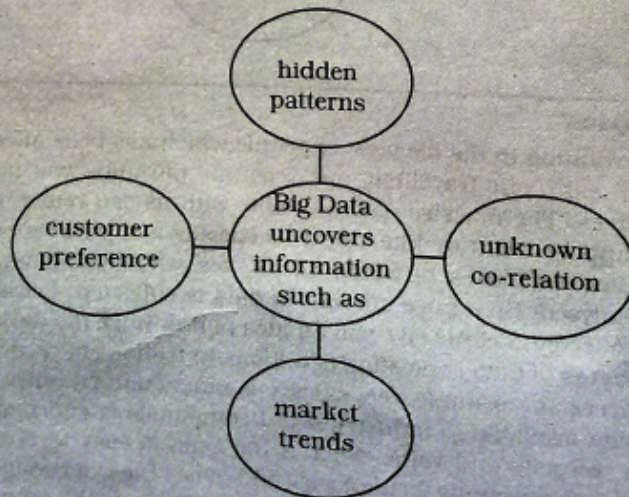 hidden
patterns
customer
preference
Big Data
uncovers
information
such as
unknown
co-relation
market
trends